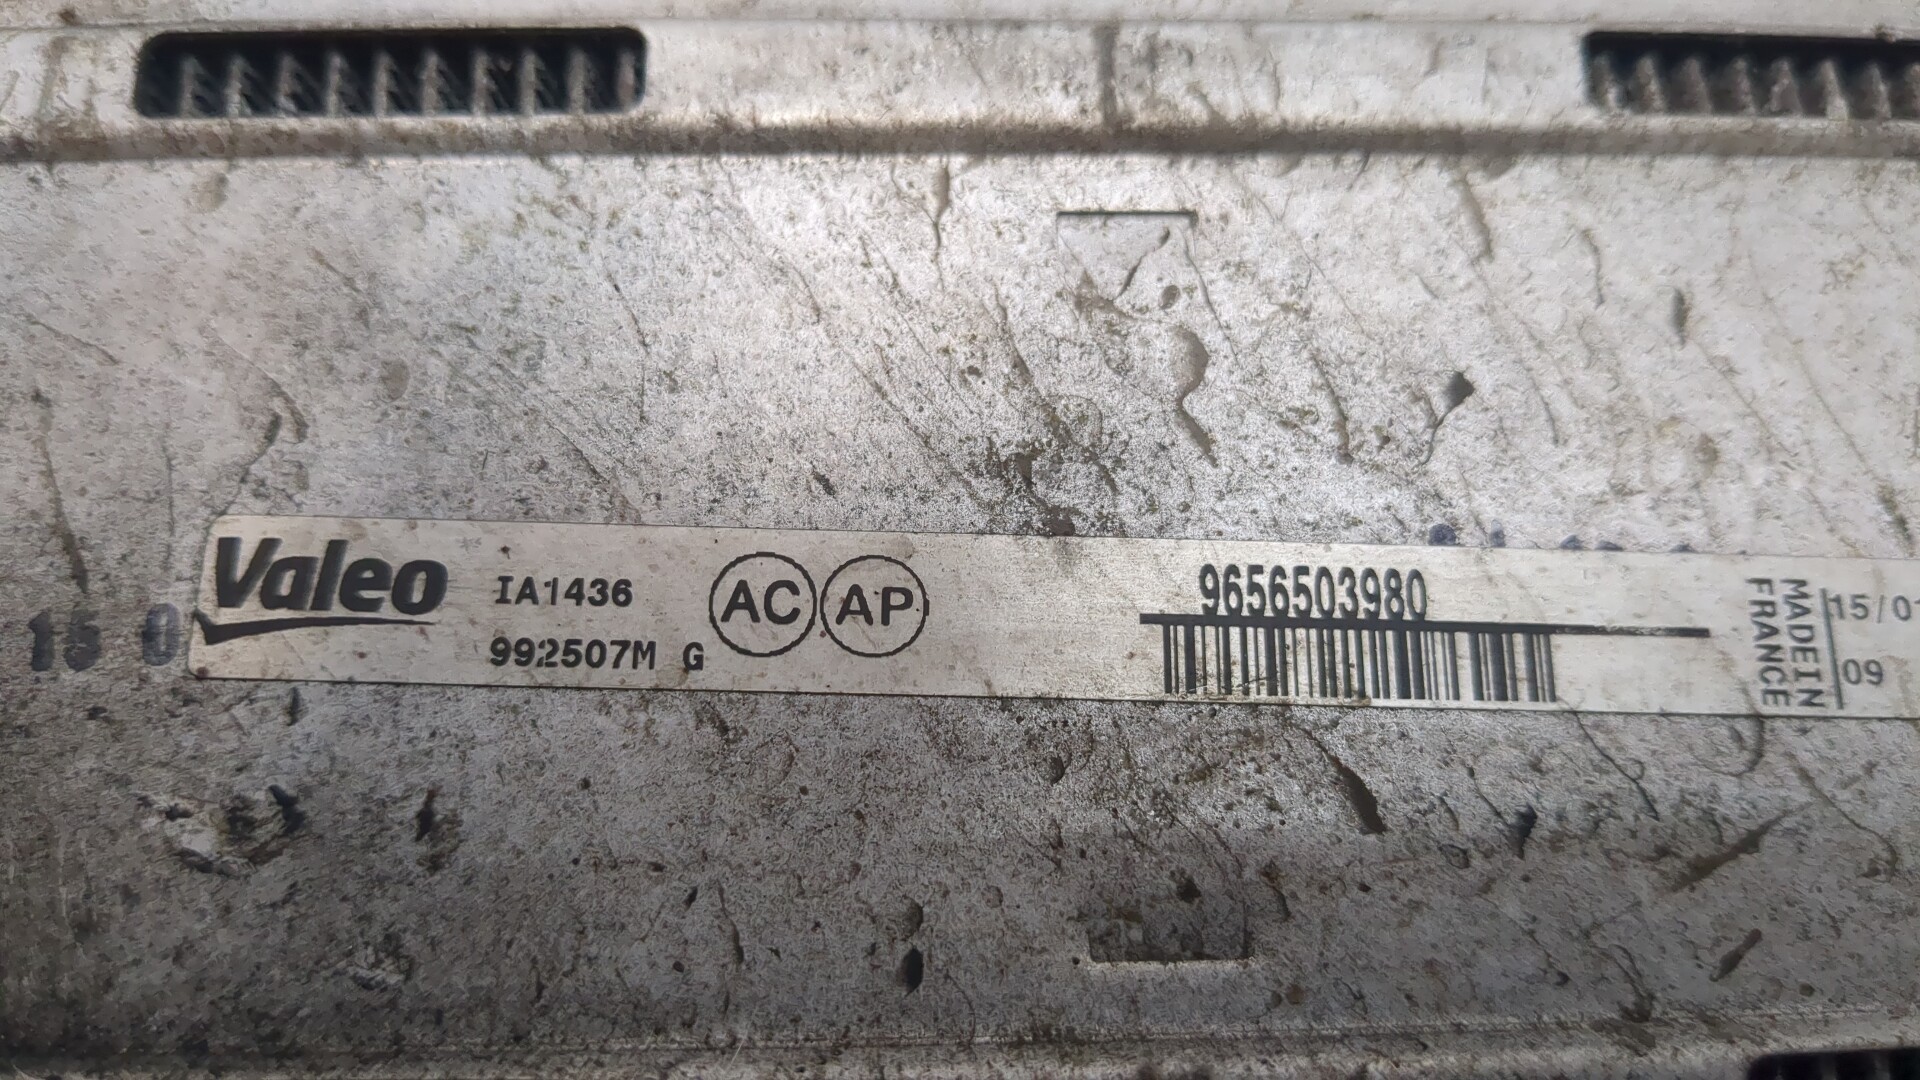 Valeo
IA1436
992507M G
AC AP
9656503980
MADE IN
FRANCE
15/01
09
15 0